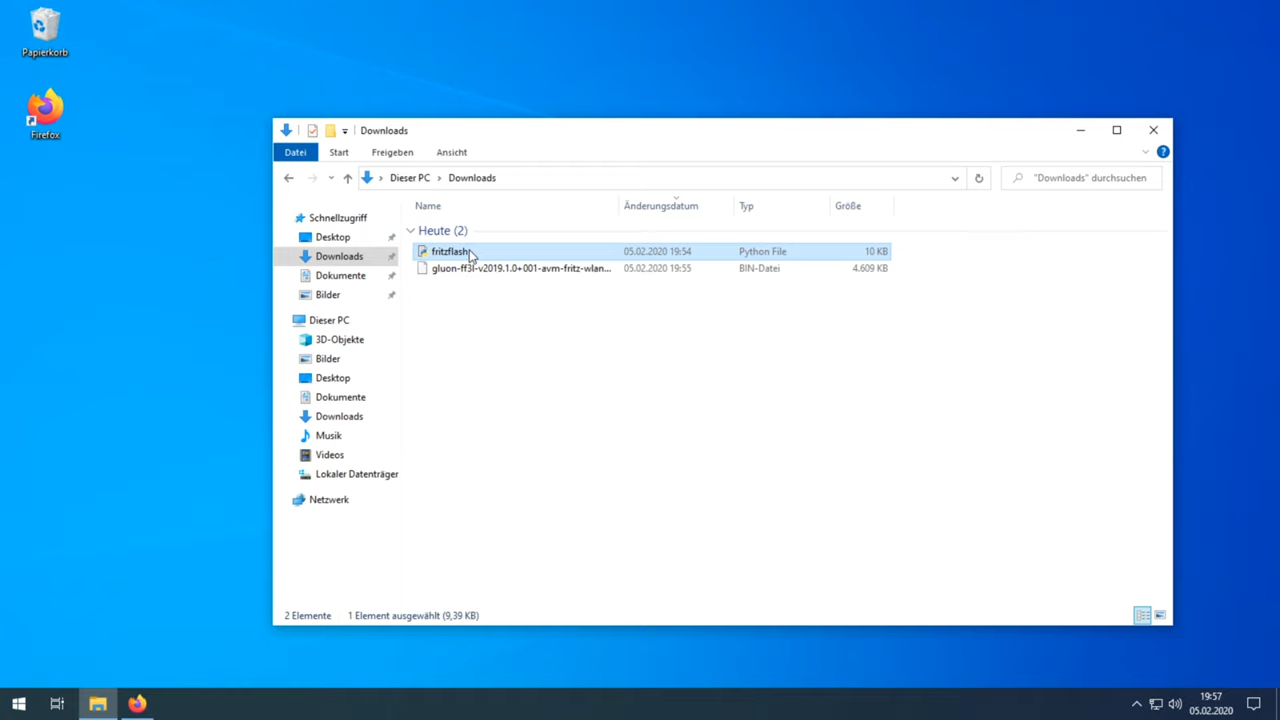 Papierkorb
Firefox
Downloads
Datei Start Freigeben Ansicht
Dieser PC Downloads
"Downloads" durchsuchen
Name Änderungsdatum Typ Größe
Schnellzugriff
Desktop
Downloads
Dokumente
Bilder
Dieser PC
3D-Objekte
Bilder
Desktop
Dokumente
Downloads
Musik
Videos
Lokaler Datenträger
Netzwerk
Heute (2)
fritzflash 05.02.2020 19:54 Python File 10 KB
gluon-ff3l-v2019.1.0+001-avm-fritz-wlan... 05.02.2020 19:55 BIN-Datei 4.609 KB
2 Elemente 1 Element ausgewählt (9,39 KB)
19:57
05.02.2020